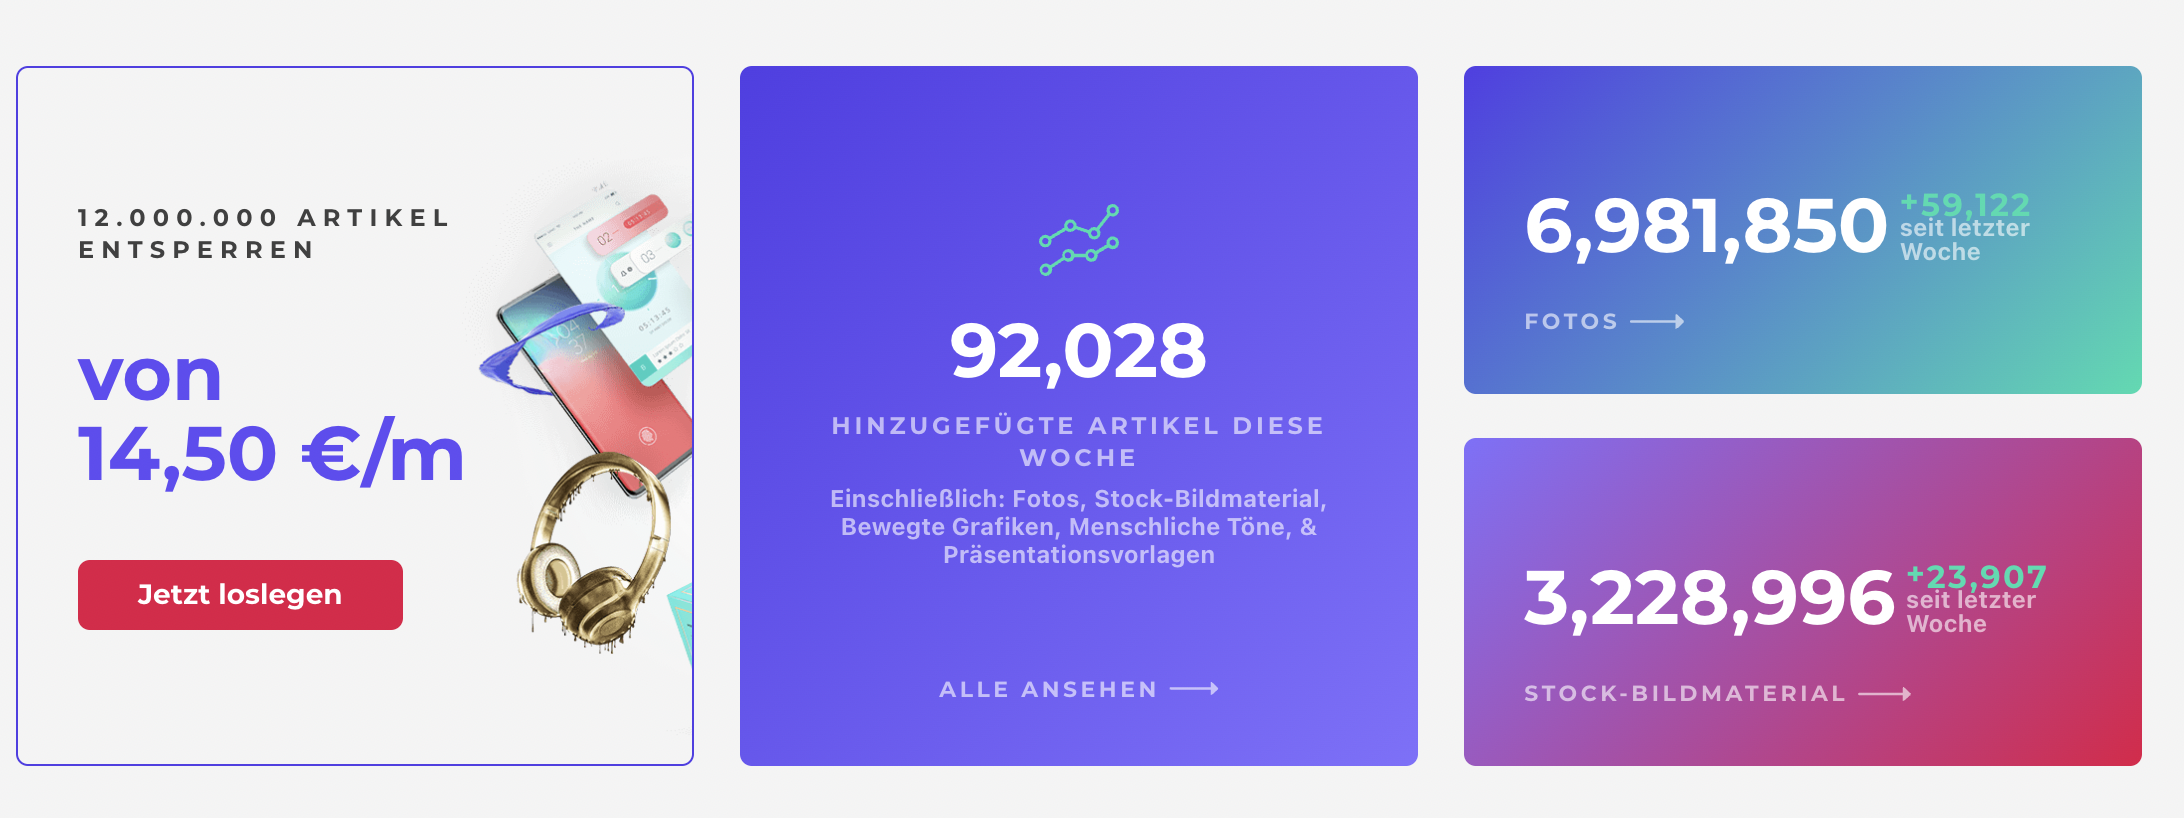 12.000.000 ARTIKEL
ENTSPERREN
von
14,50 €/m
Jetzt loslegen
02
03
92,028
HINZUGEFÜGTE ARTIKEL DIESE
WOCHE
Einschließlich: Fotos, Stock-Bildmaterial,
Bewegte Grafiken, Menschliche Töne, &
Präsentationsvorlagen
ALLE ANSEHEN
6,981,850
+59,122
seit letzter
Woche
FOTOS
3,228,996
+23,907
seit letzter
Woche
STOCK-BILDMATERIAL